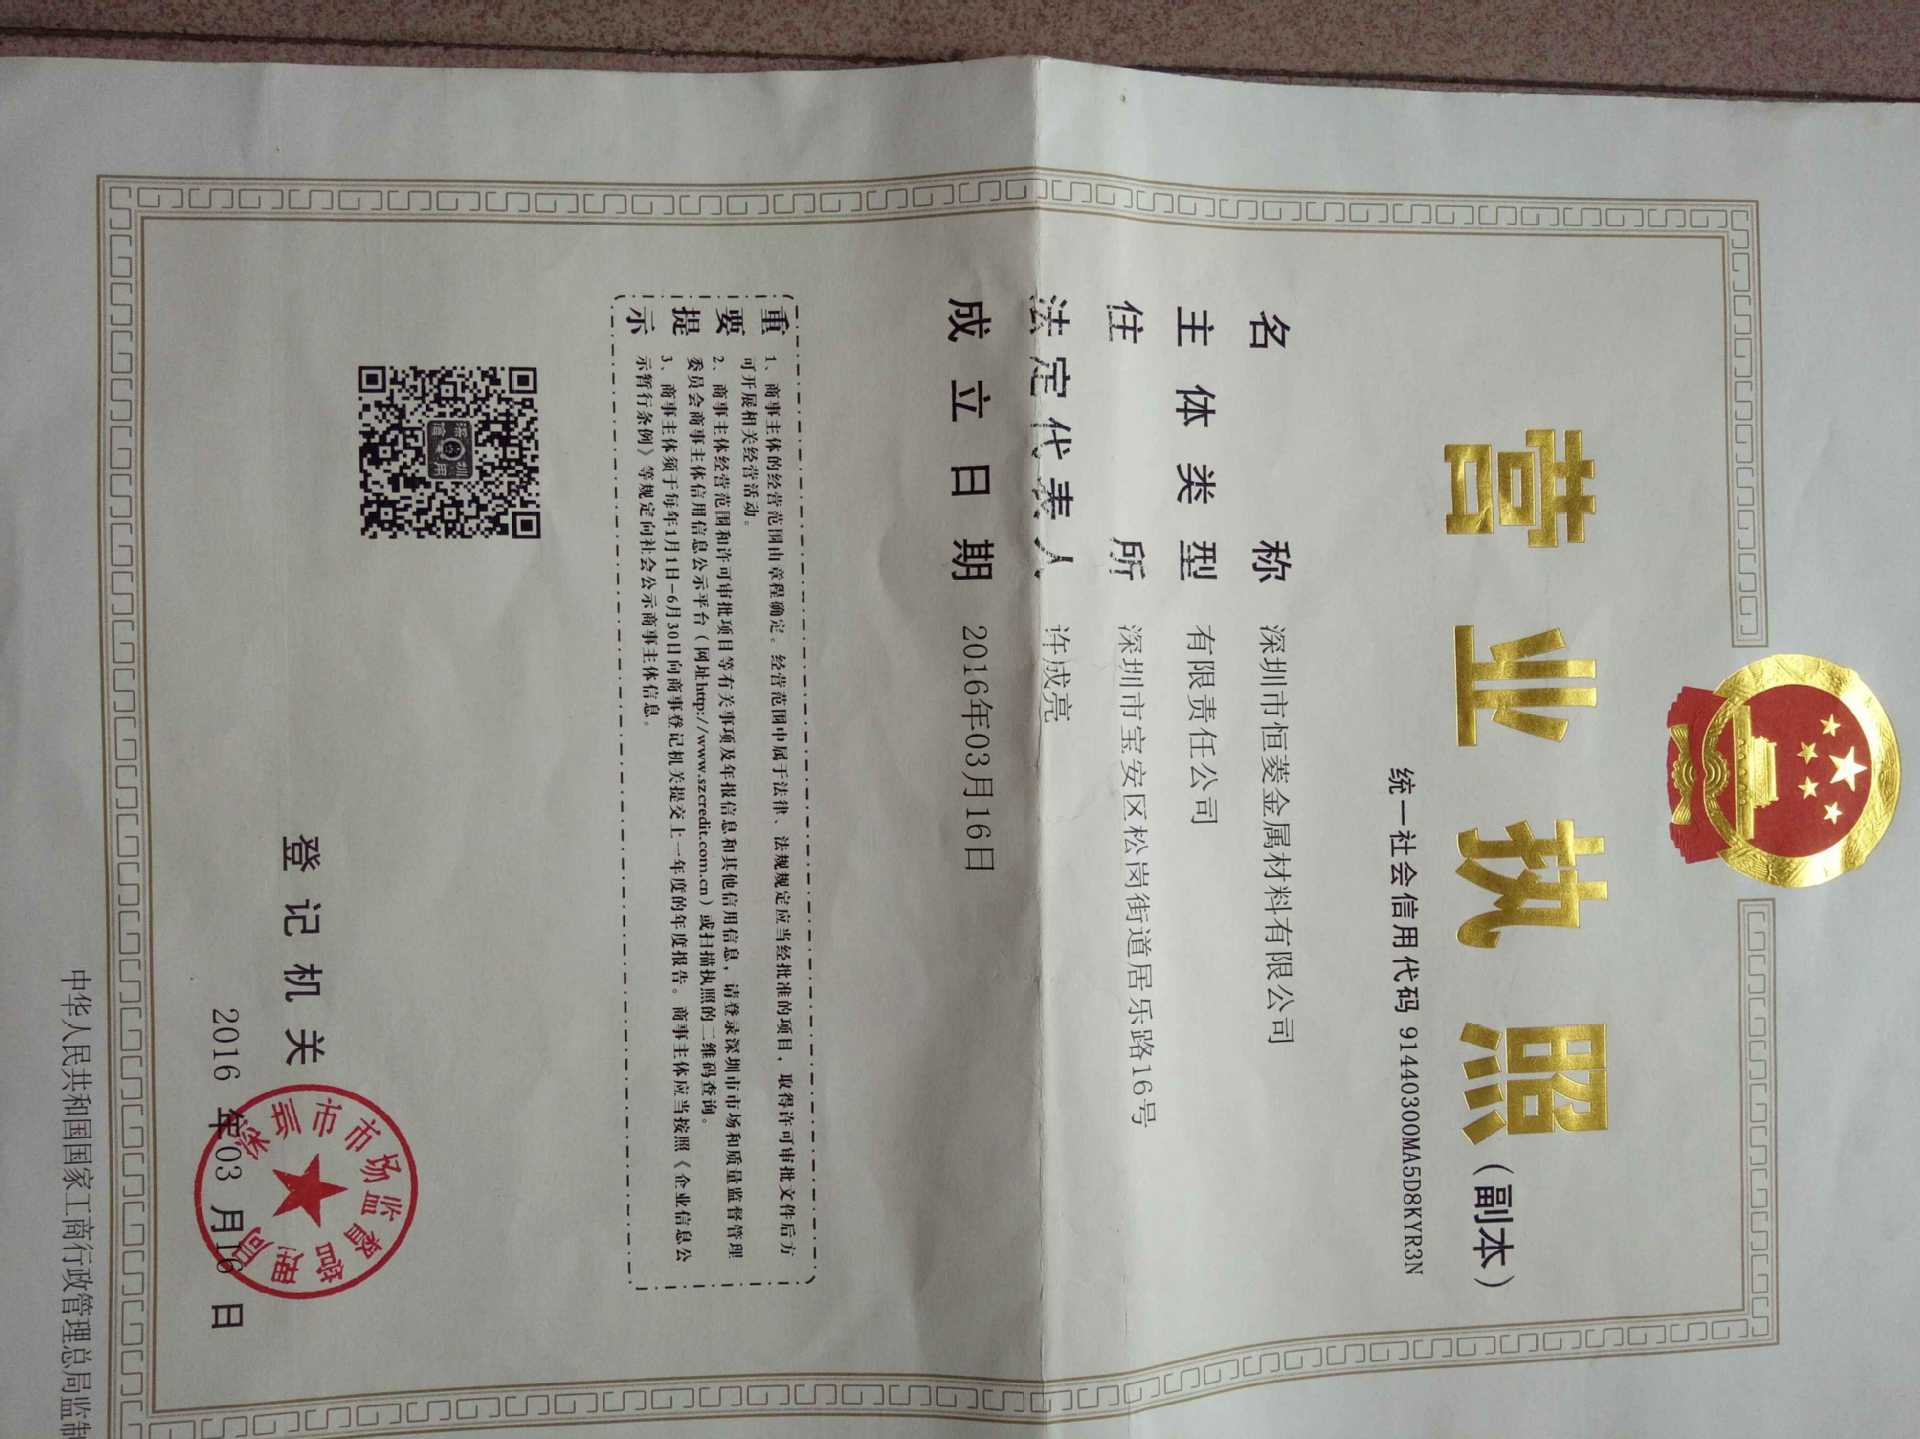 营业执照(副本)
统一社会信用代码 91440300MA5D8KYR3N
名称 深圳市恒菱金属材料有限公司
主体类型 有限责任公司
住所 深圳市宝安区松岗街道居乐路16号
法定代表人 许成亮
成立日期 2016年03月16日
重要提示
1、商事主体的经营范围由章程确定。经营范围中属于法律、法规规定应当经批准的项目,取得许可审批文件后方
可开展相关经营活动。
2、商事主体经营范围和许可审批项目等有关事项及年报信息和其他信用信息,请登录深圳市市场和质量监督管理
委员会商事主体信用信息公示平台(网址http://www.szcredit.com.cn)或扫描执照的二维码查询。
3、商事主体须于每年1月1日-6月30日向商事登记机关提交上一年度的年度报告。商事主体应当按照《企业信息公
示暂行条例》等规定向社会公示商事主体信息。
深圳信用
登记机关
深圳市市场监督管理局
2016年03月16日
中华人民共和国国家工商行政管理总局监制